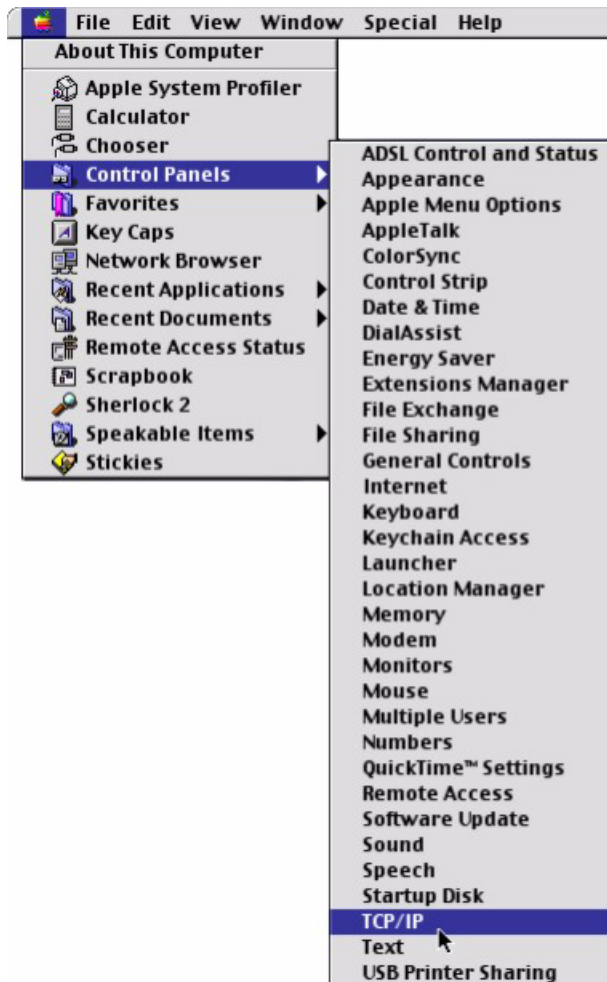 File Edit View Window Special Help
About This Computer
Apple System Profiler
Calculator
Chooser
Control Panels
Favorites
Key Caps
Network Browser
Recent Applications
Recent Documents
Remote Access Status
Scrapbook
Sherlock 2
Speakable Items
Stickies
ADSL Control and Status
Appearance
Apple Menu Options
AppleTalk
ColorSync
Control Strip
Date & Time
DialAssist
Energy Saver
Extensions Manager
File Exchange
File Sharing
General Controls
Internet
Keyboard
Keychain Access
Launcher
Location Manager
Memory
Modem
Monitors
Mouse
Multiple Users
Numbers
QuickTime™ Settings
Remote Access
Software Update
Sound
Speech
Startup Disk
TCP/IP
Text
USB Printer Sharing